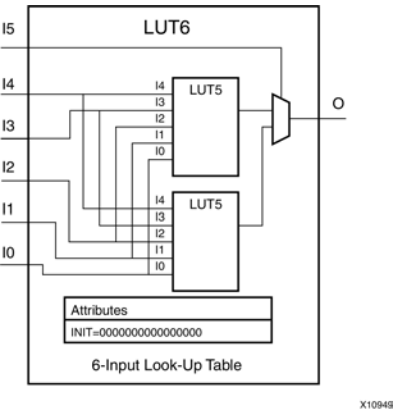 I5
LUT6
I4
I3
I2
I1
I0
O
I4
I3
I2
I1
I0
LUT5
I4
I3
I2
I1
I0
LUT5
Attributes
INIT=0000000000000000
6-Input Look-Up Table
X10949